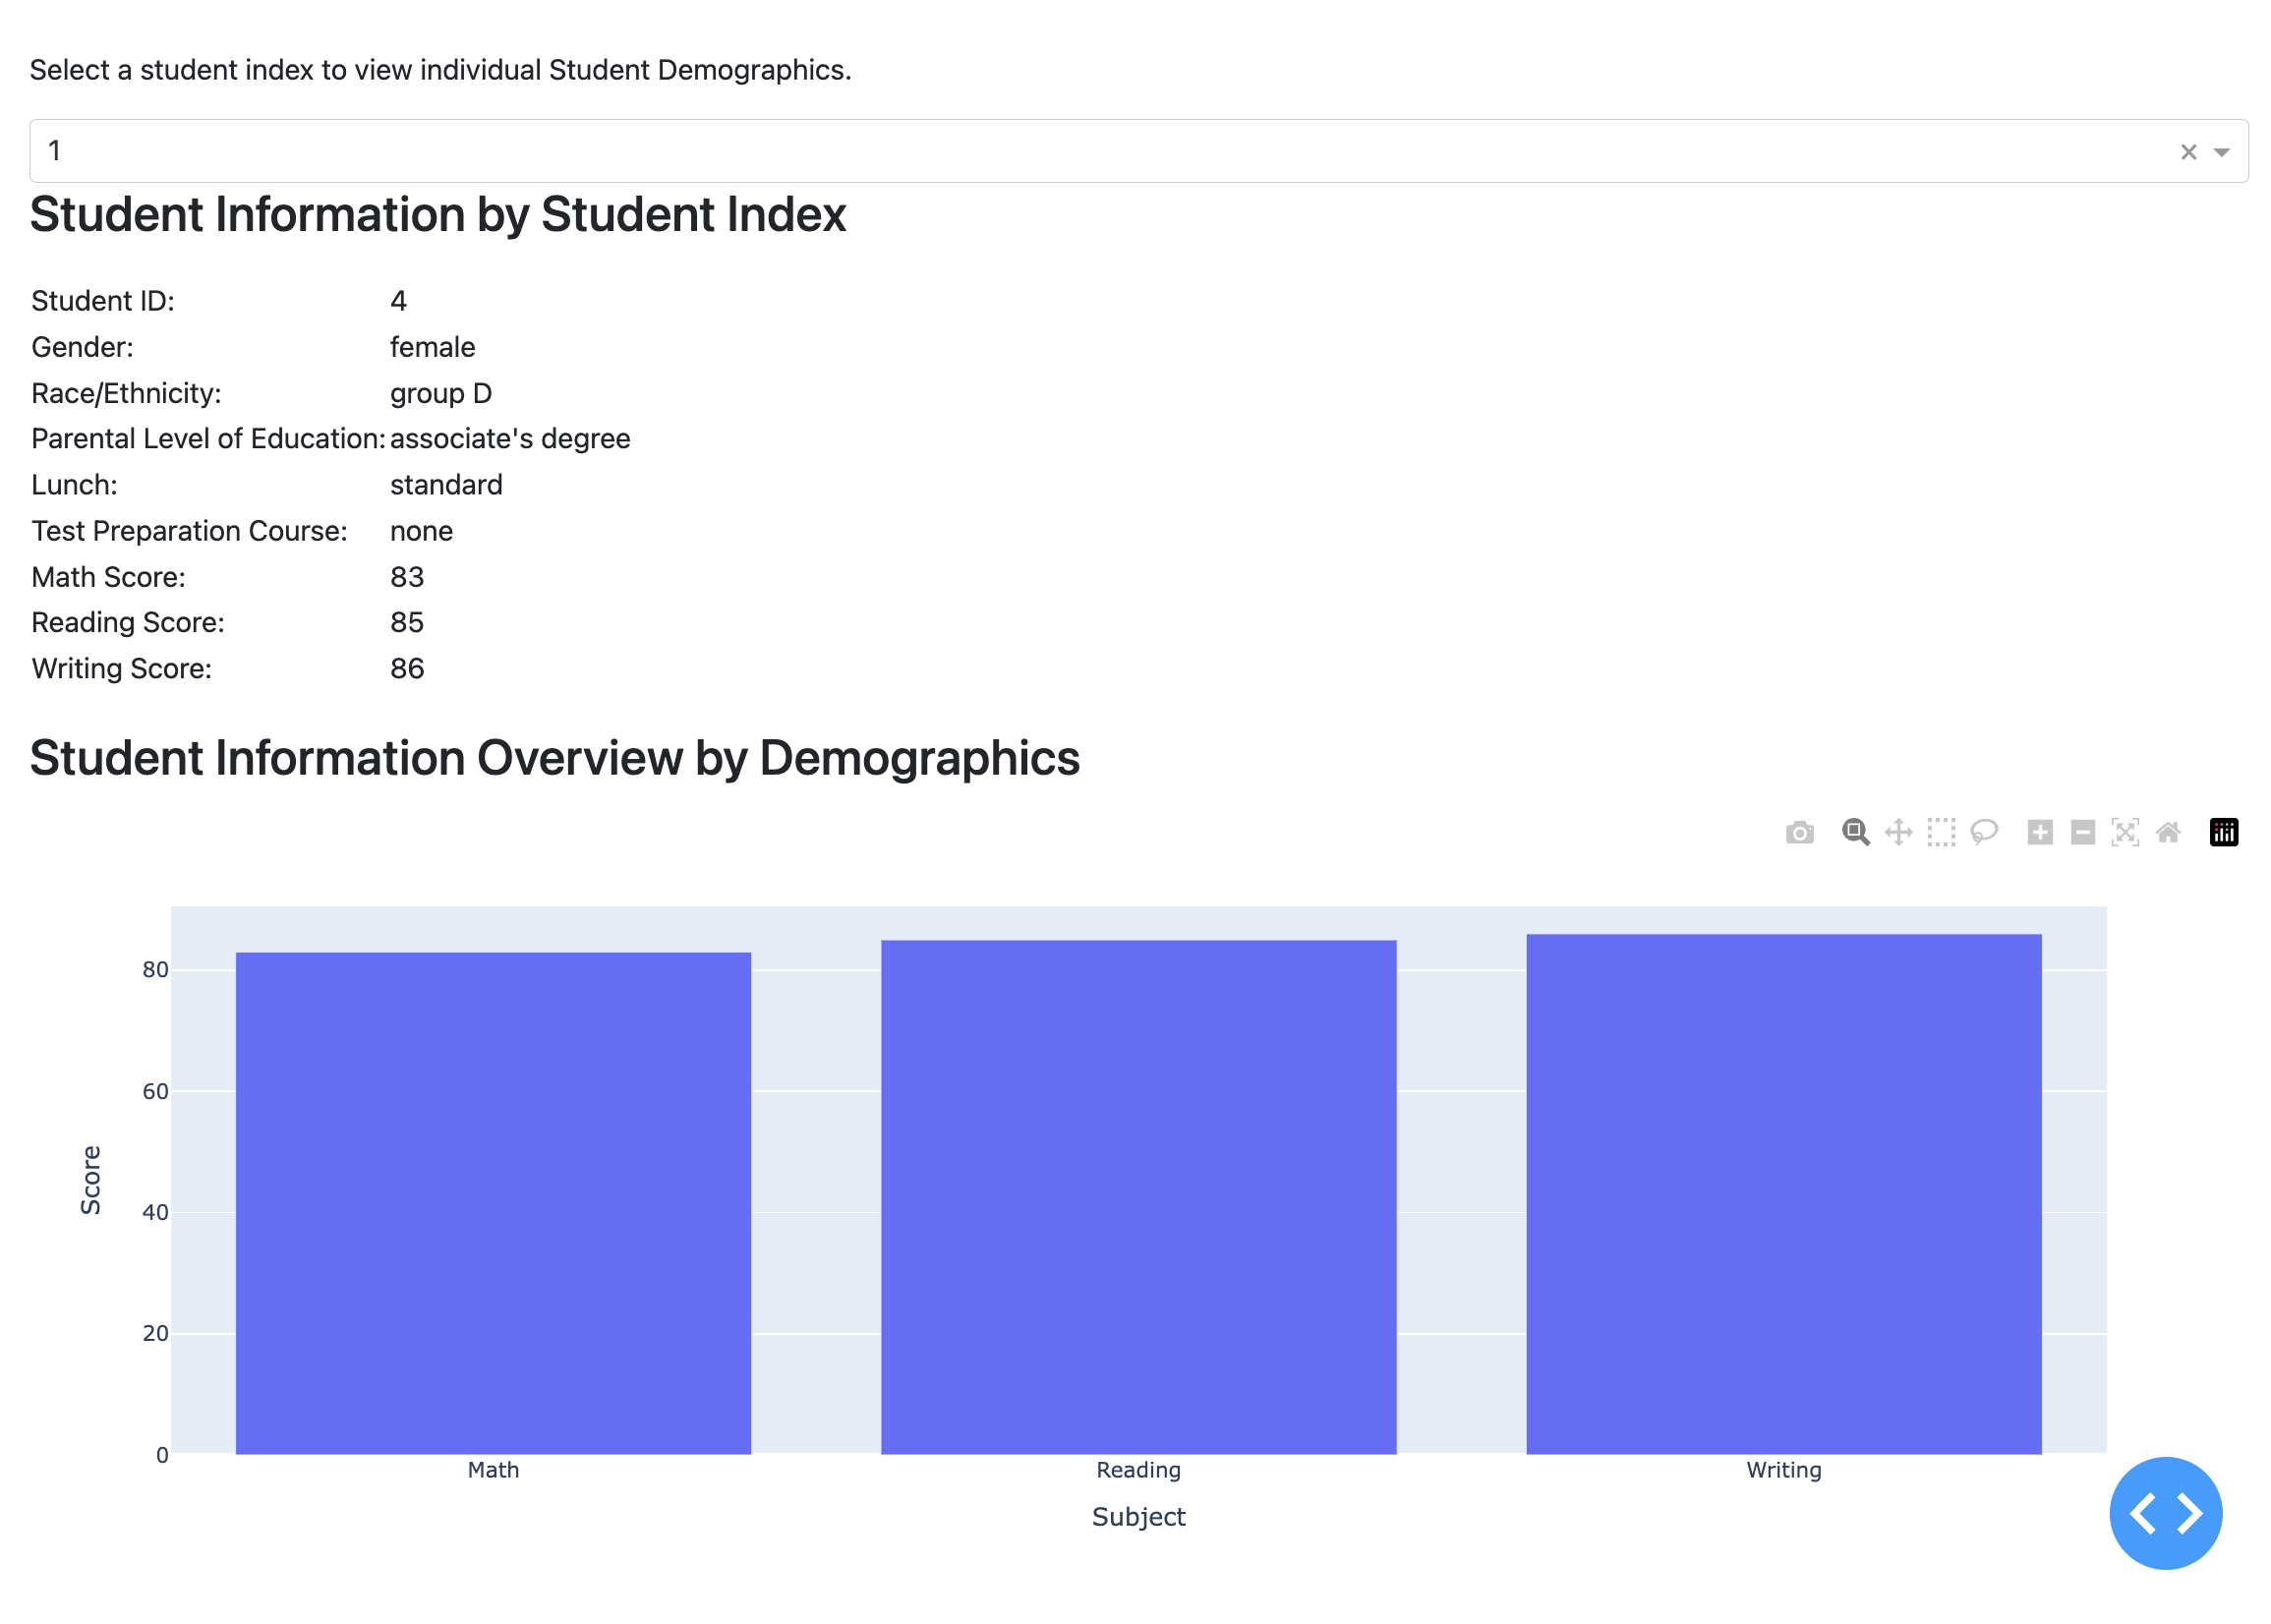 Select a student index to view individual Student Demographics.
1
Student Information by Student Index
Student ID: 4
Gender: female
Race/Ethnicity: group D
Parental Level of Education: associate's degree
Lunch: standard
Test Preparation Course: none
Math Score: 83
Reading Score: 85
Writing Score: 86
Student Information Overview by Demographics
80
60
40
20
0
Score
Math Reading Writing
Subject